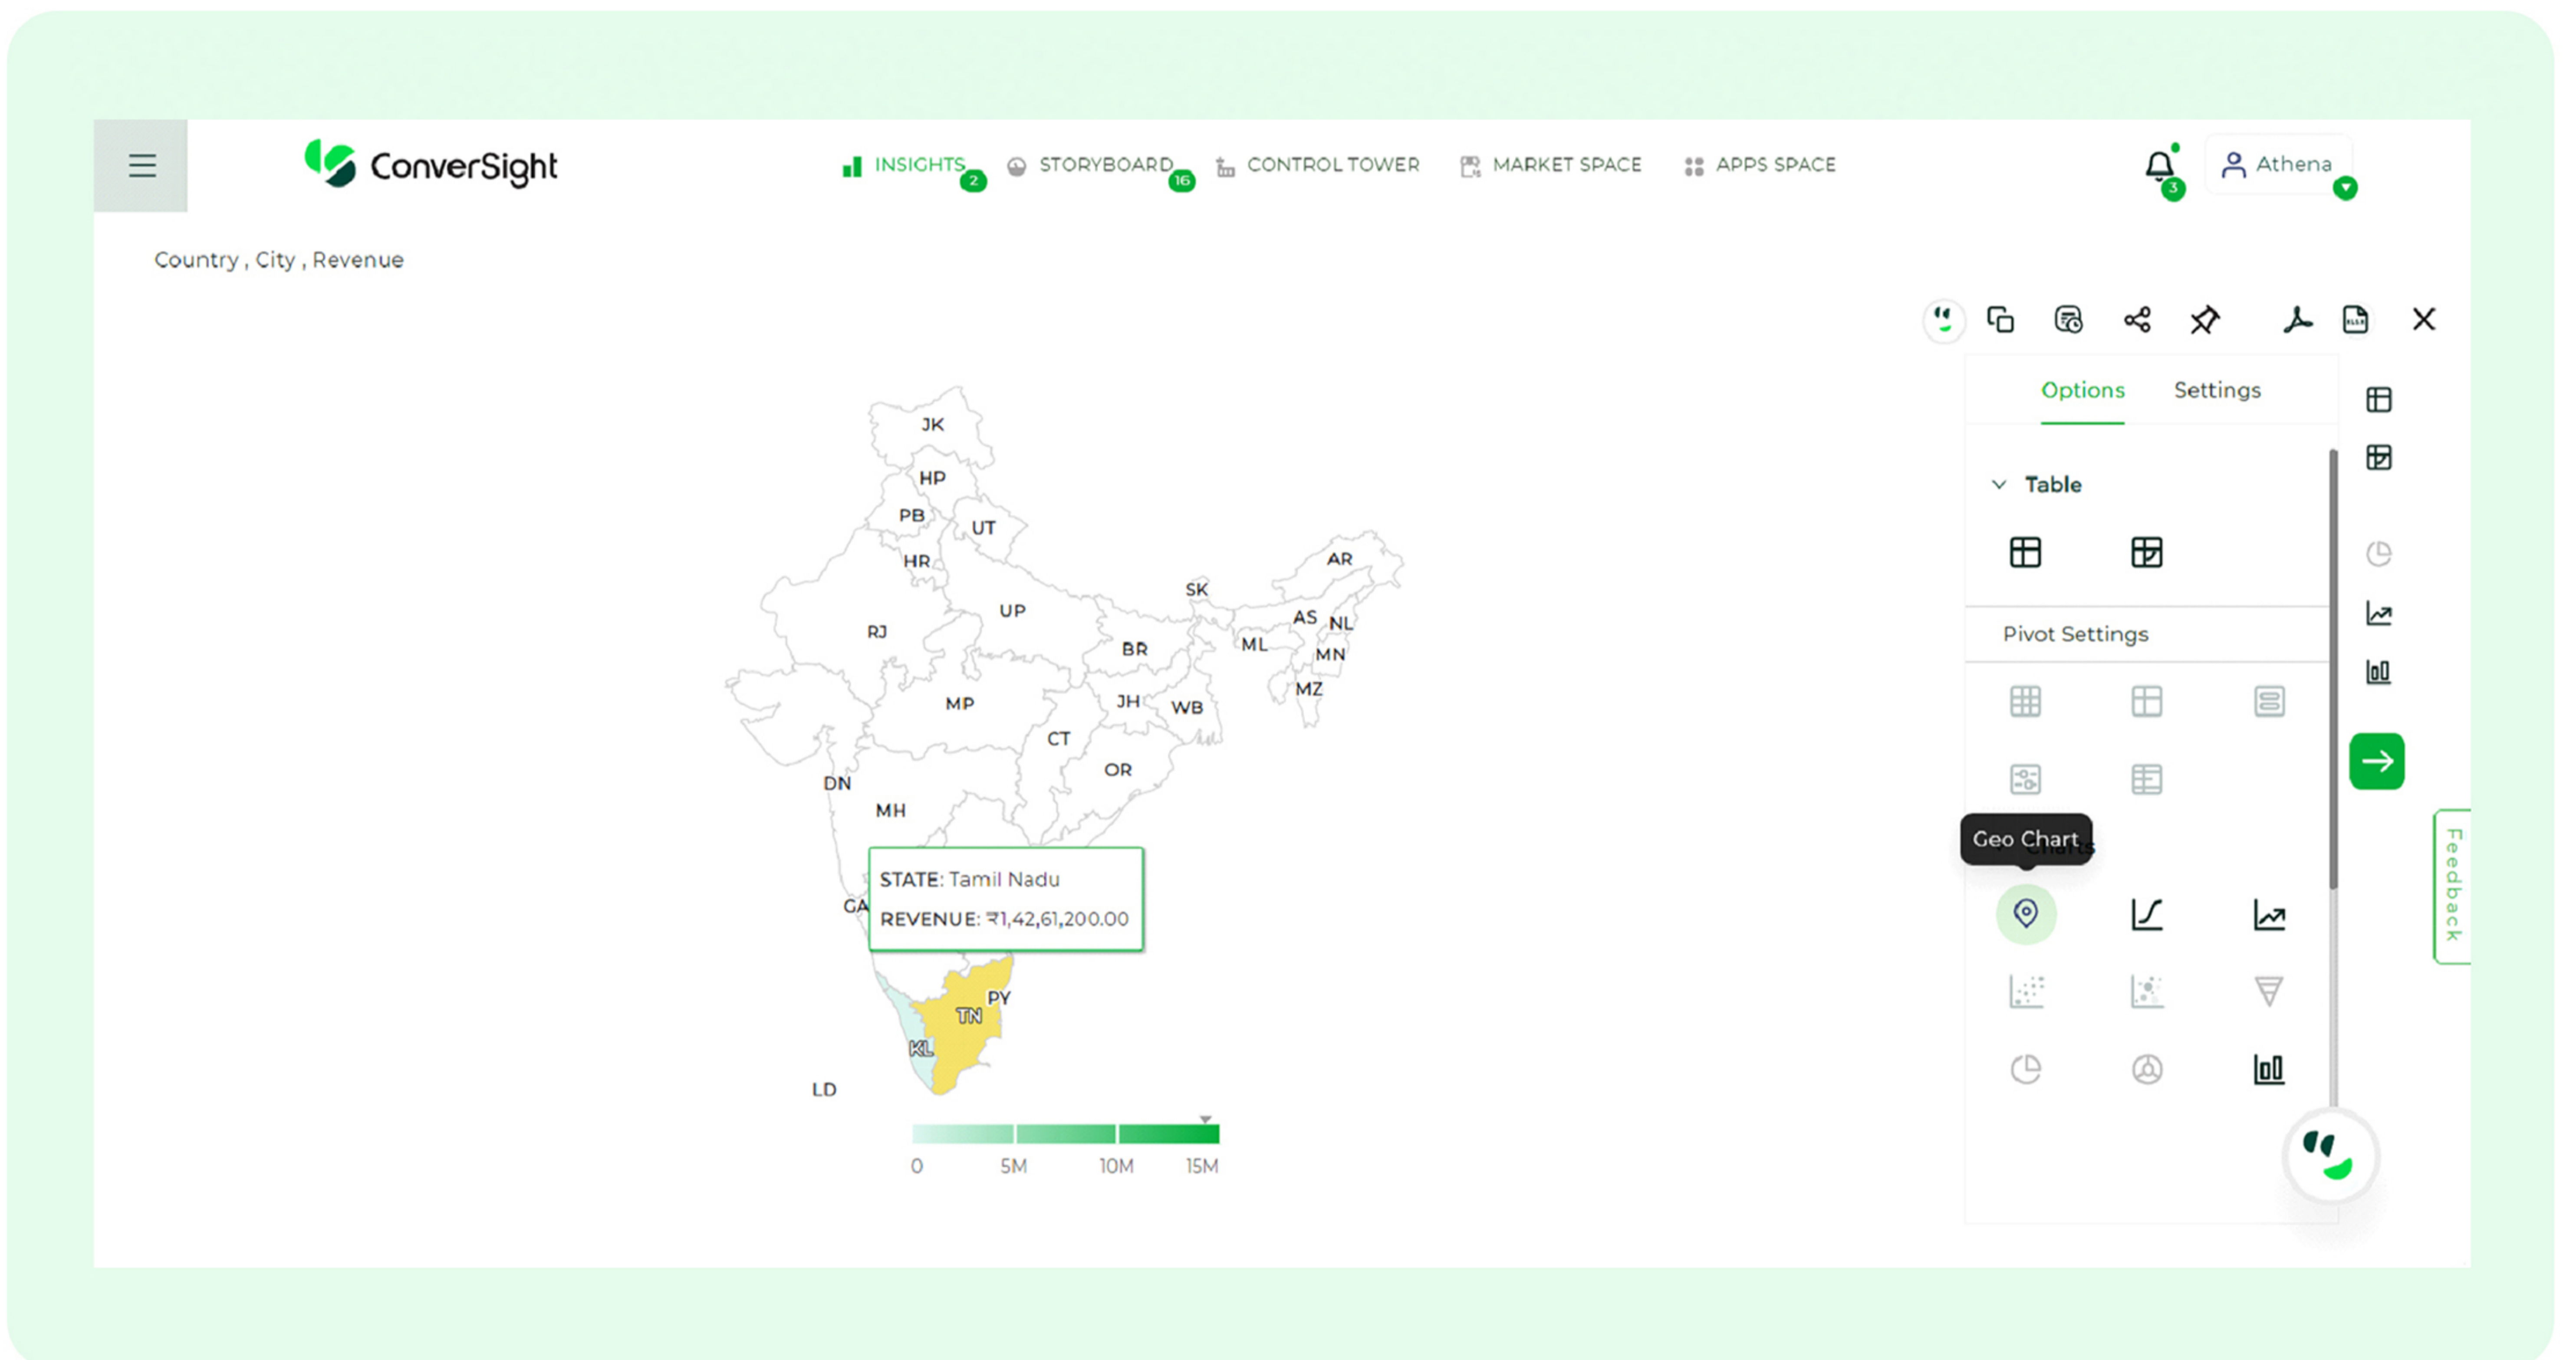 ConverSight
INSIGHTS 2 STORYBOARD 16 CONTROL TOWER MARKET SPACE APPS SPACE
3 Athena
Country , City , Revenue
Options Settings
Table
Pivot Settings
Geo Chart
Feedback
JK
HP
PB
UT
HR
AR
SK
UP
AS
NL
RJ
ML
BR
MN
MZ
JH
MP
WB
CT
OR
DN
MH
STATE: Tamil Nadu
GA
REVENUE: ₹1,42,61,200.00
PY
TN
KL
LD
0 5M 10M 15M